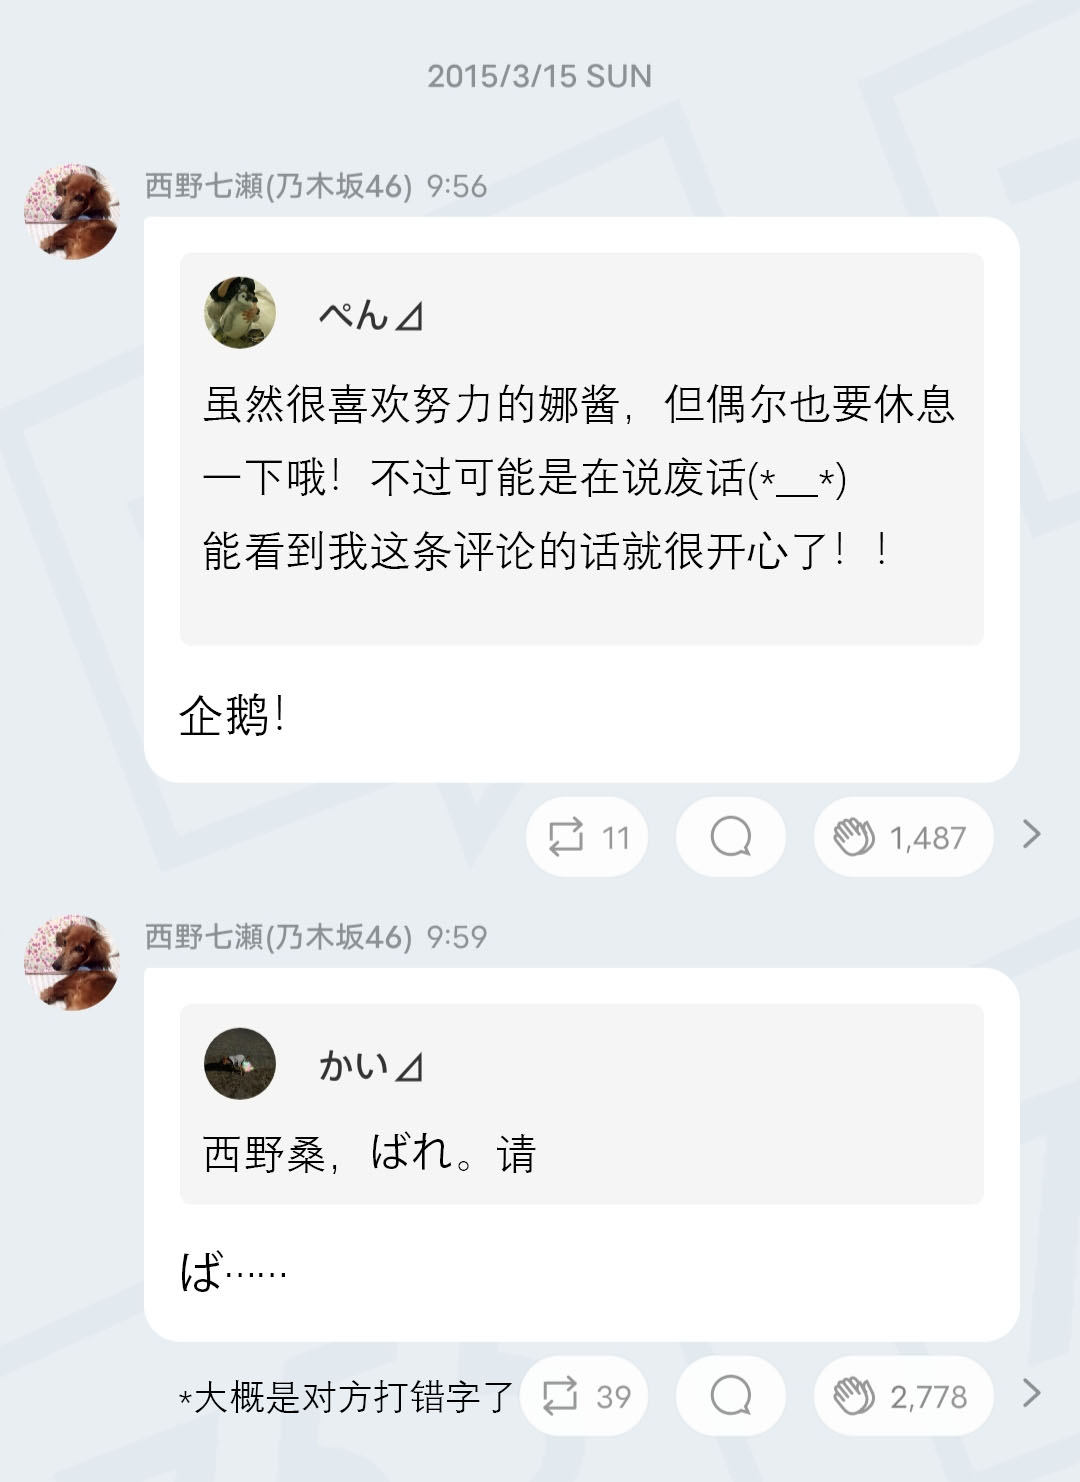 2015/3/15 SUN
西野七瀬(乃木坂46) 9:56
ぺん⊿
虽然很喜欢努力的娜酱，但偶尔也要休息
一下哦！不过可能是在说废话(*__*)
能看到我这条评论的话就很开心了！！
企鹅！
11
1,487
西野七瀬(乃木坂46) 9:59
かい⊿
西野桑，ばれ。请
ば……
*大概是对方打错字了
39
2,778